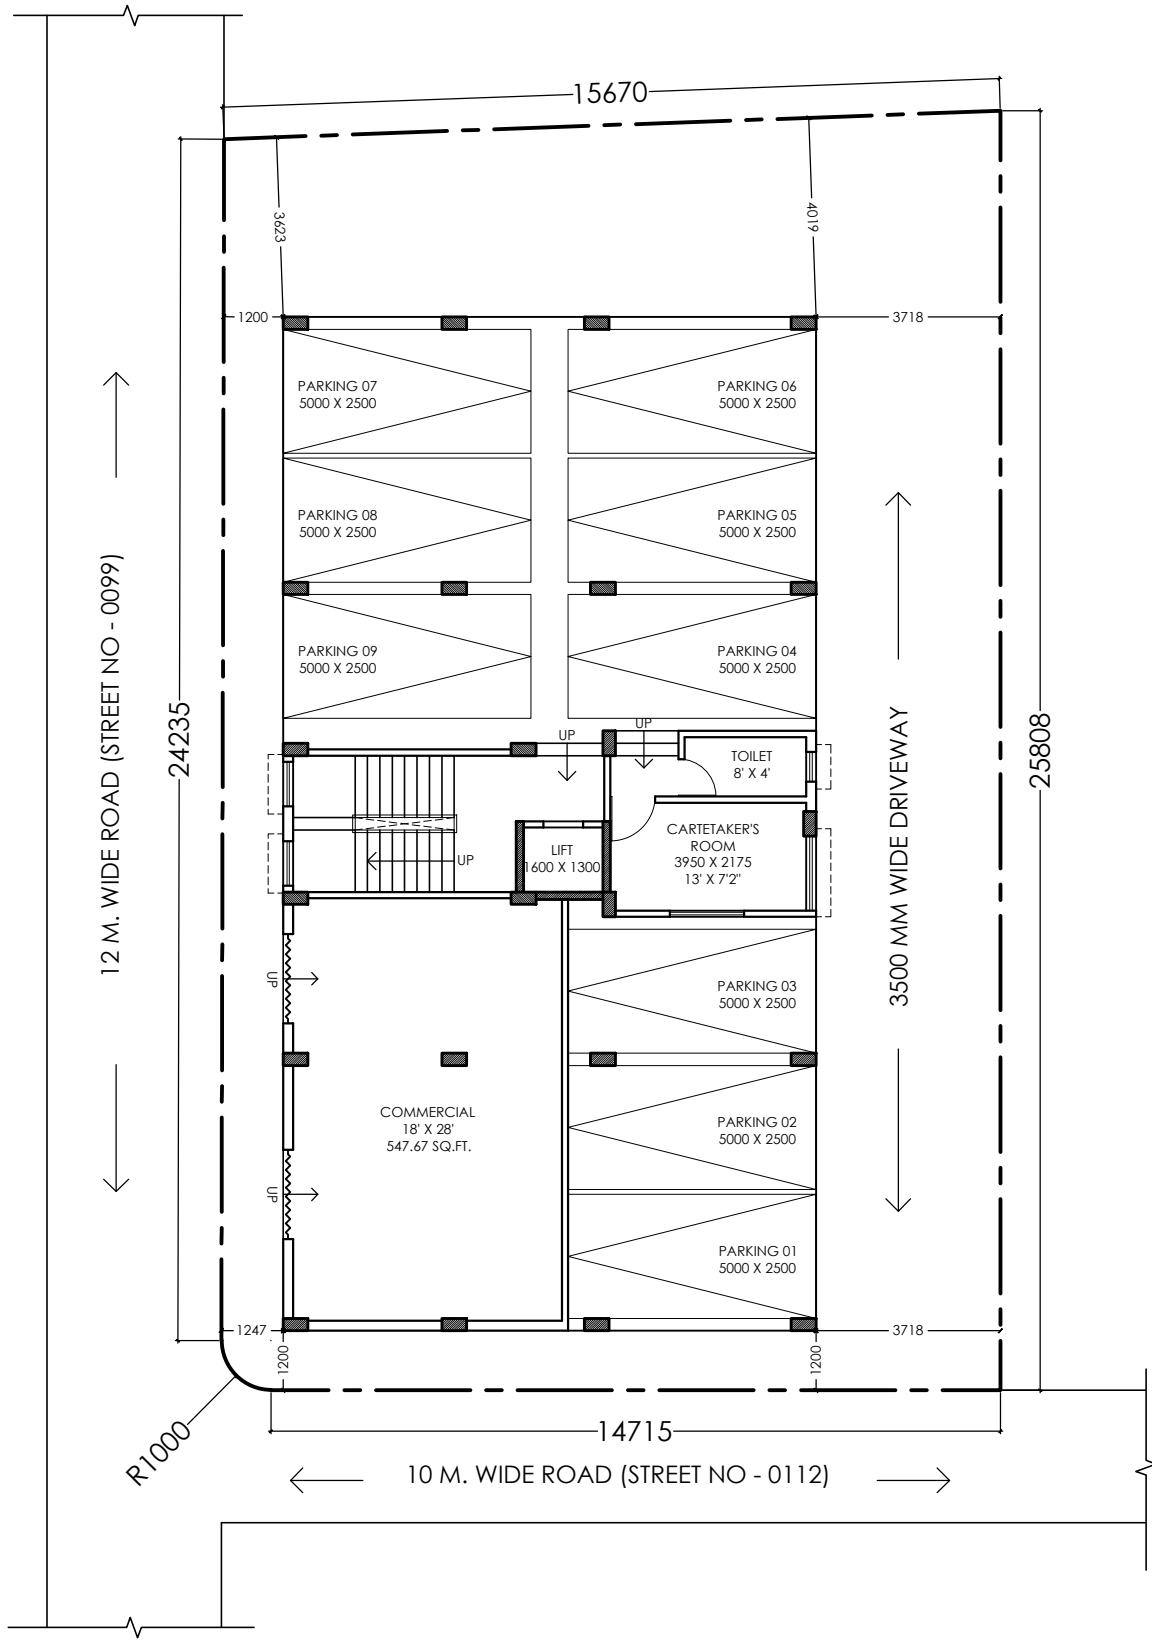 15670
3623
4019
1200
3718
PARKING 07
5000 X 2500
PARKING 06
5000 X 2500
PARKING 08
5000 X 2500
PARKING 05
5000 X 2500
PARKING 09
5000 X 2500
PARKING 04
5000 X 2500
12 M. WIDE ROAD (STREET NO - 0099)
24235
3500 MM WIDE DRIVEWAY
25808
UP
UP
TOILET
8' X 4'
UP
LIFT
1600 X 1300
CARTETAKER'S
ROOM
3950 X 2175
13' X 7'2"
UP
PARKING 03
5000 X 2500
COMMERCIAL
18' X 28'
547.67 SQ.FT.
PARKING 02
5000 X 2500
UP
PARKING 01
5000 X 2500
1247
3718
1200
1200
R1000
14715
10 M. WIDE ROAD (STREET NO - 0112)